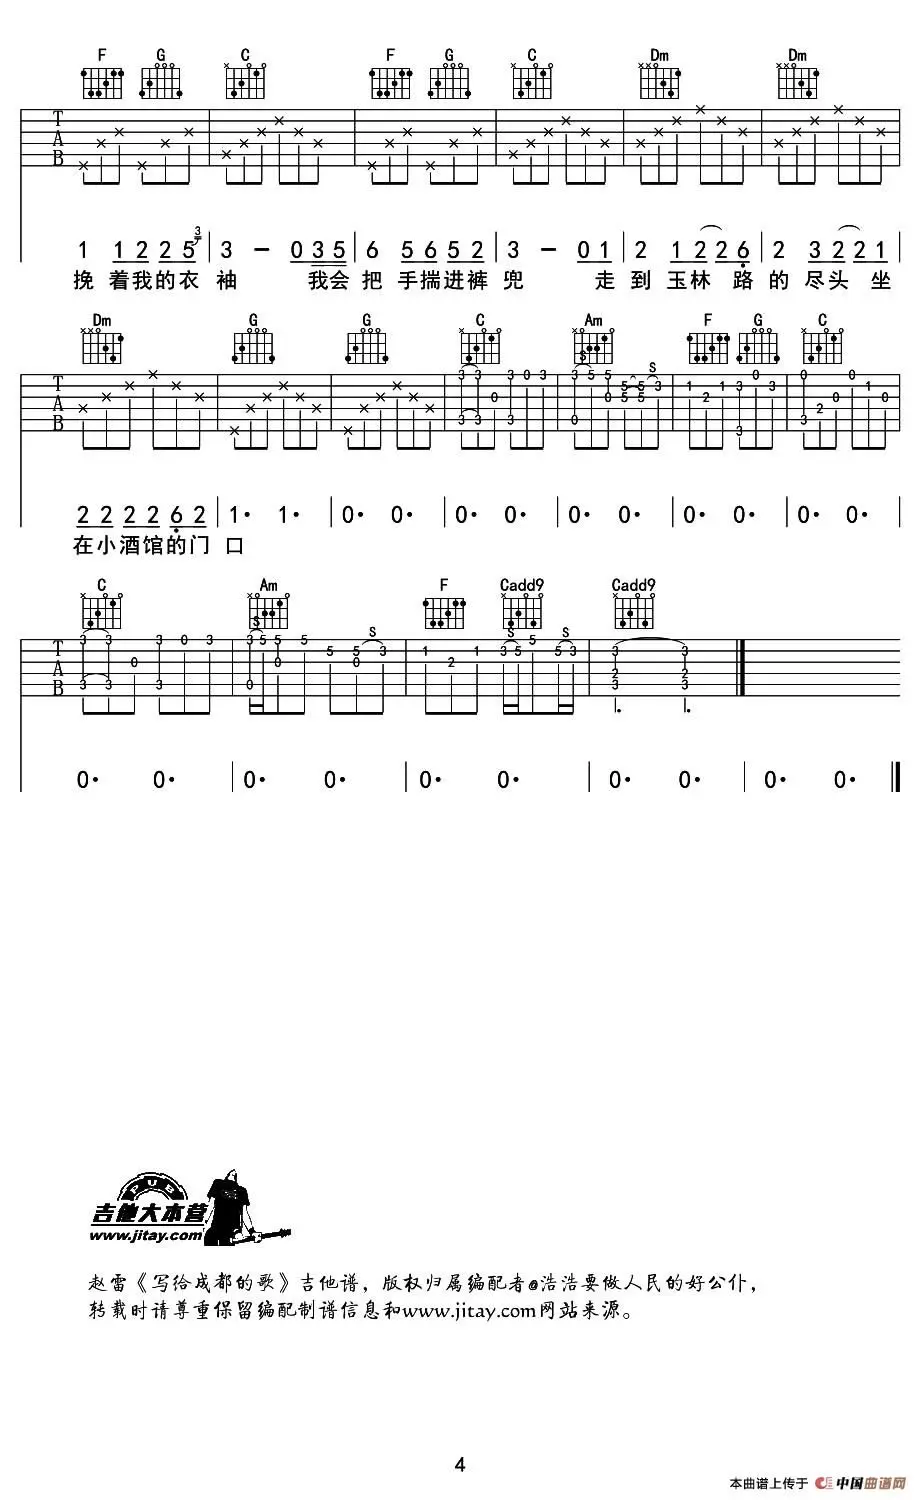 F G C F G C Dm Dm
T
A
B
3
1 1 2 2 5 3 — 0 3 5 6 5 6 5 2 3 — 0 1 2 1 2 2 6 2 3 2 2 1
挽 着我的衣 袖 我会 把 手揣进裤 兜 走 到 玉林 路 的 尽头 坐
Dm G G C Am F G C
T
A
B
2 2 2 2 6 2 1· 1· 0· 0· 0· 0· 0· 0· 0· 0· 0· 0·
在小酒馆的门 口
C Am F Cadd9 Cadd9
T
A
B
0· 0· 0· 0· 0· 0· 0· 0· 0· 0·
PUB
吉他大本营
www.jitay.com
赵雷《写给成都的歌》吉他谱，版权归属编配者@浩浩要做人民的好公仆，
转载时请尊重保留编配制谱信息和www.jitay.com网站来源。
4
本曲谱上传于 中国曲谱网